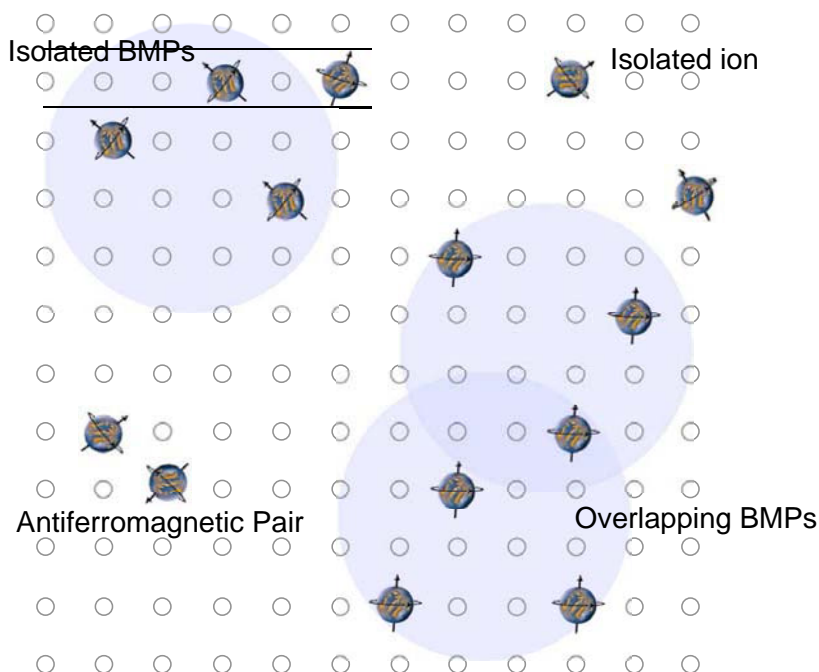 Isolated BMPs
Isolated ion
Antiferromagnetic Pair
Overlapping BMPs